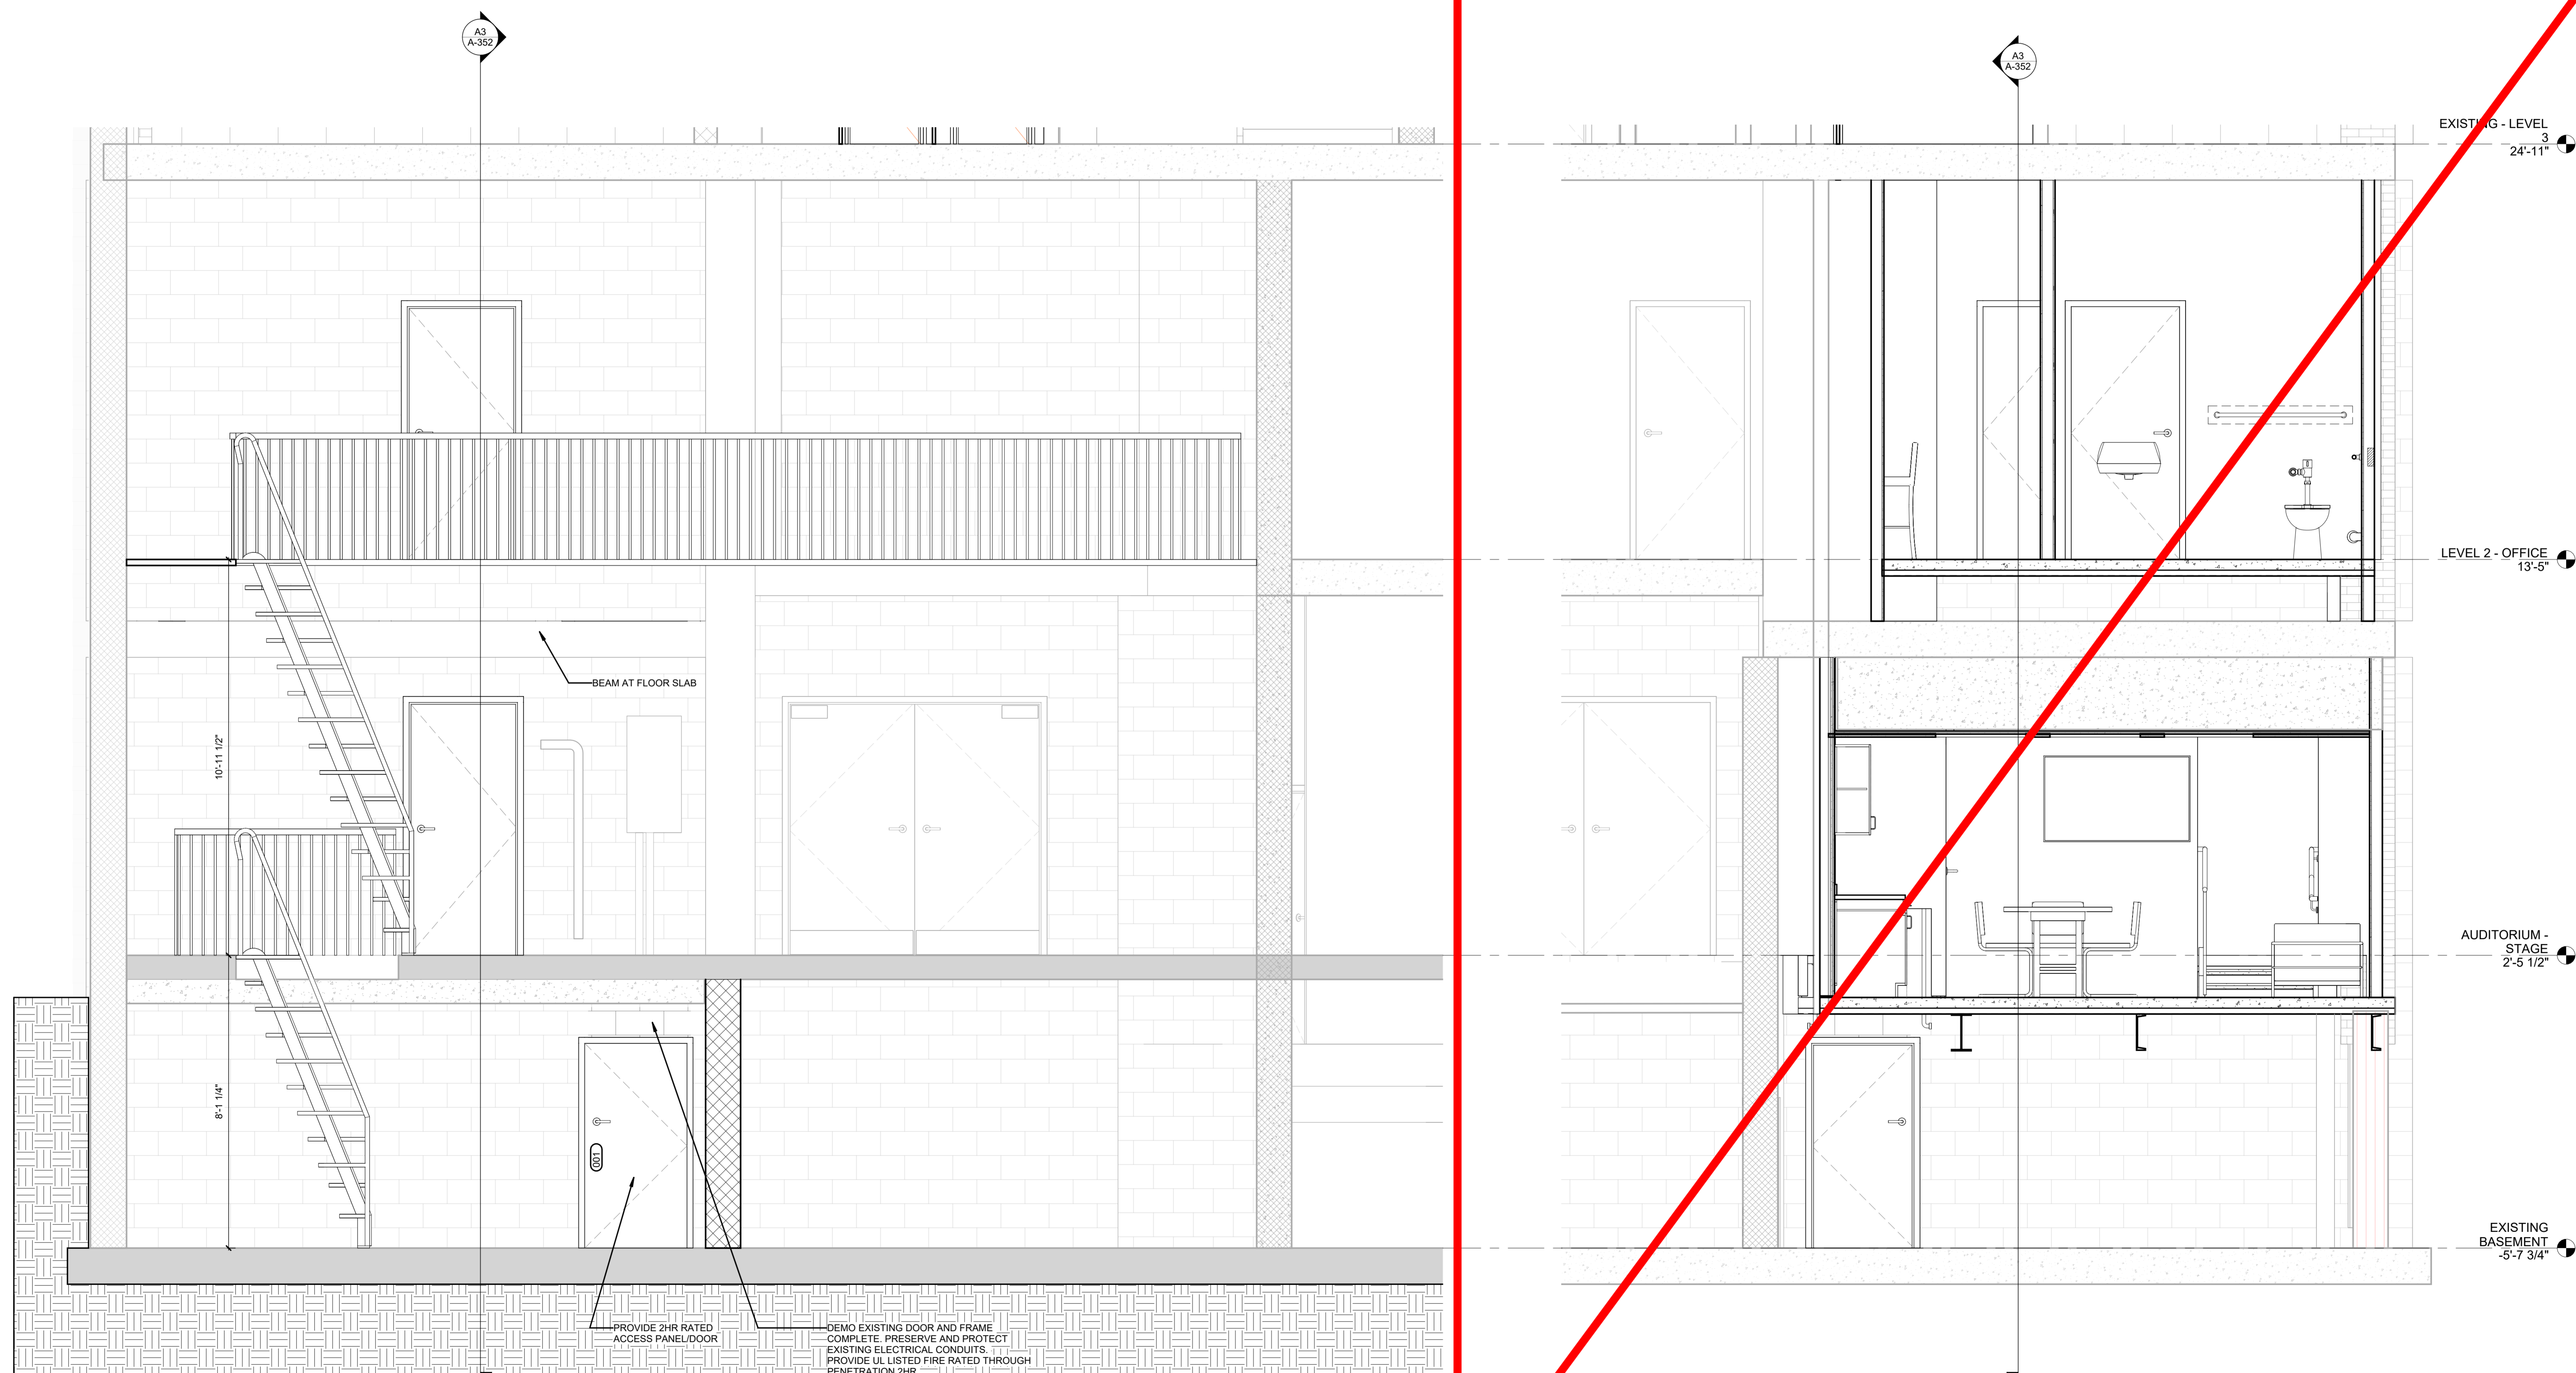 A3
A-352
A3
A-352
EXISTING - LEVEL
3
24'-11"
LEVEL 2 - OFFICE
13'-5"
BEAM AT FLOOR SLAB
10'-11 1/2"
AUDITORIUM -
STAGE
2'-5 1/2"
8'-1 1/4"
001
EXISTING
BASEMENT
-5'-7 3/4"
PROVIDE 2HR RATED
ACCESS PANEL/DOOR
DEMO EXISTING DOOR AND FRAME
COMPLETE. PRESERVE AND PROTECT
EXISTING ELECTRICAL CONDUITS.
PROVIDE UL LISTED FIRE RATED THROUGH
PENETRATION 2HR